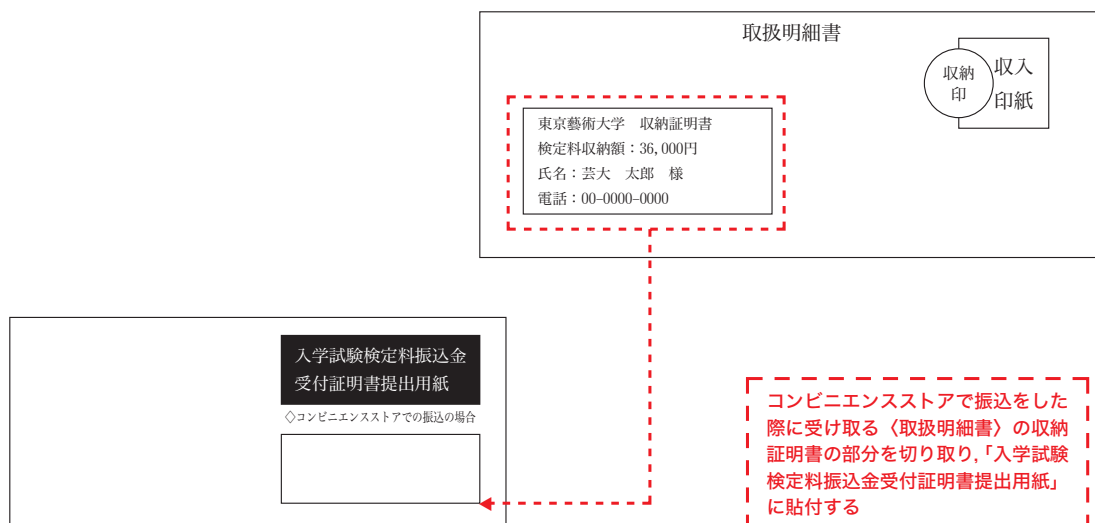 取扱明細書
収納
印
収入
印紙
東京藝術大学　収納証明書
検定料収納額：36,000円
氏名：芸大　太郎　様
電話：00-0000-0000
入学試験検定料振込金
受付証明書提出用紙
◇コンビニエンスストアでの振込の場合
コンビニエンスストアで振込をした
際に受け取る〈取扱明細書〉の収納
証明書の部分を切り取り,「入学試験
検定料振込金受付証明書提出用紙」
に貼付する